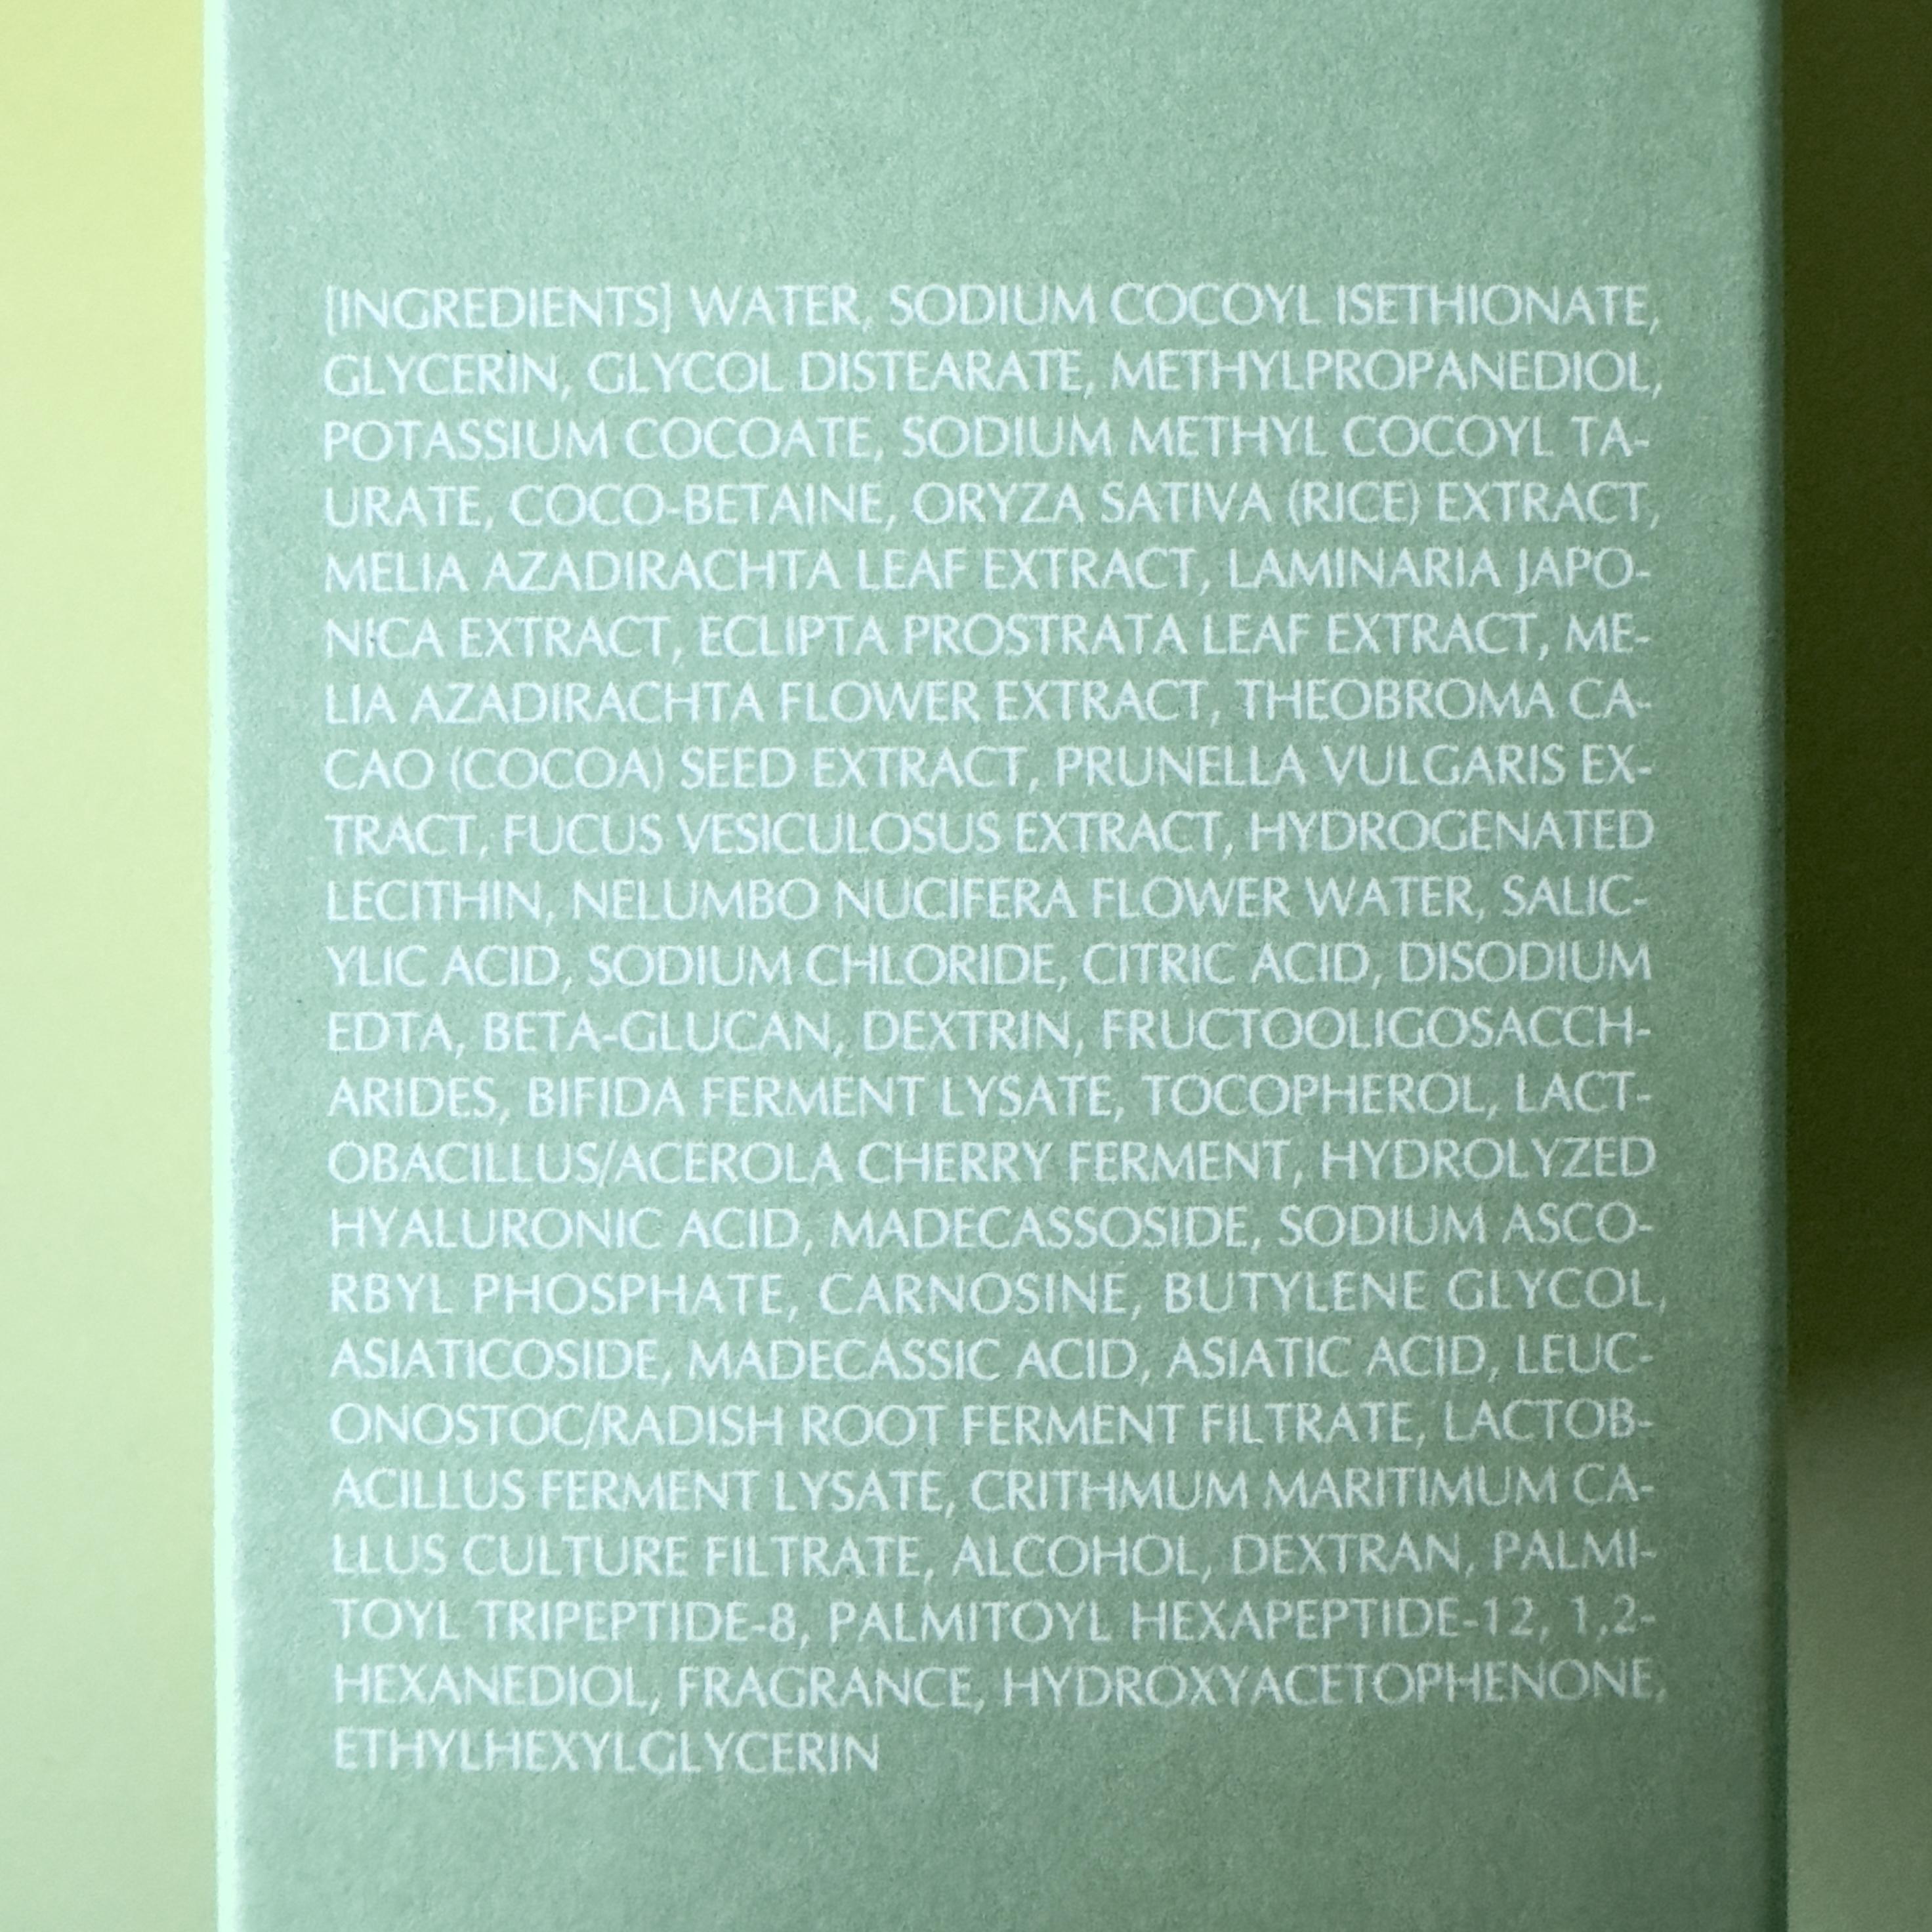 [INGREDIENTS] WATER, SODIUM COCOYL ISETHIONATE,
GLYCERIN, GLYCOL DISTEARATE, METHYLPROPANEDIOL,
POTASSIUM COCOATE, SODIUM METHYL COCOYL TA-
URATE, COCO-BETAINE, ORYZA SATIVA (RICE) EXTRACT,
MELIA AZADIRACHTA LEAF EXTRACT, LAMINARIA JAPO-
NICA EXTRACT, ECLIPTA PROSTRATA LEAF EXTRACT, ME-
LIA AZADIRACHTA FLOWER EXTRACT, THEOBROMA CA-
CAO (COCOA) SEED EXTRACT, PRUNELLA VULGARIS EX-
TRACT, FUCUS VESICULOSUS EXTRACT, HYDROGENATED
LECITHIN, NELUMBO NUCIFERA FLOWER WATER, SALIC-
YLIC ACID, SODIUM CHLORIDE, CITRIC ACID, DISODIUM
EDTA, BETA-GLUCAN, DEXTRIN, FRUCTOOLIGOSACCH-
ARIDES, BIFIDA FERMENT LYSATE, TOCOPHEROL, LACT-
OBACILLUS/ACEROLA CHERRY FERMENT, HYDROLYZED
HYALURONIC ACID, MADECASSOSIDE, SODIUM ASCO-
RBYL PHOSPHATE, CARNOSINE, BUTYLENE GLYCOL,
ASIATICOSIDE, MADECASSIC ACID, ASIATIC ACID, LEUC-
ONOSTOC/RADISH ROOT FERMENT FILTRATE, LACTOB-
ACILLUS FERMENT LYSATE, CRITHMUM MARITIMUM CA-
LLUS CULTURE FILTRATE, ALCOHOL, DEXTRAN, PALMI-
TOYL TRIPEPTIDE-8, PALMITOYL HEXAPEPTIDE-12, 1,2-
HEXANEDIOL, FRAGRANCE, HYDROXYACETOPHENONE,
ETHYLHEXYLGLYCERIN